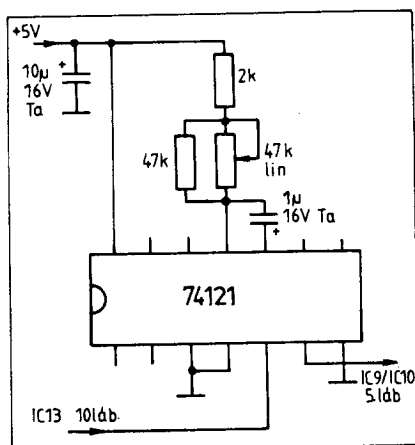 +5V
10µ
16V
Ta
2k
47k
47k
lin
1µ
16V Ta
74121
IC9/IC10
5.láb
IC13 10láb.